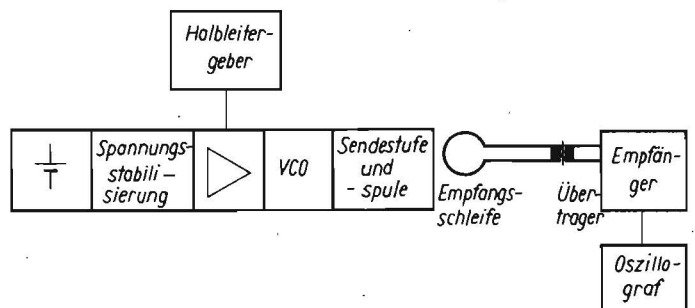 Halbleiter-
geber
Spannungs-
stabili-
sierung
VCO
Sendestufe
und
-spule
Empfangs-
schleife
Über-
trager
Empfän-
ger
Oszillo-
graf